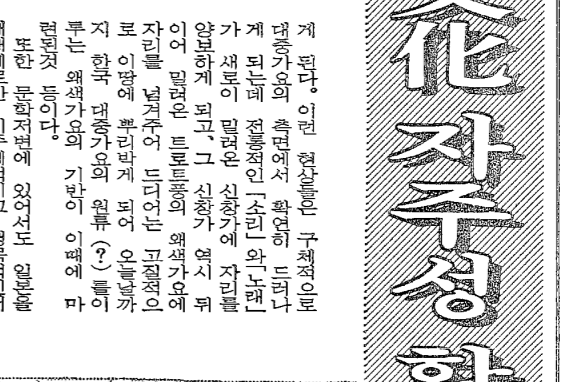 文化 자주성
게 된다. 이런 현상들은 구체적으로
대중가요의 측면에서 확연히 드러나
게 되는데 전통적인「소리」와「노래」
가 새로이 밀려온 신창가에 자리를
양보하게 되고, 그 신창가 역시 뒤
이어 밀려온 트로트풍의 왜색가요에
자리를 넘겨주어 드디어는 고질적으
로 이땅에 뿌리박게 되어 오늘날까
지 한국 대중가요의 원류(?)를이
루는 왜색가요의 기반이 이때에 마
련된것 등이다.
또한 문학저변에 있어서도 일본을